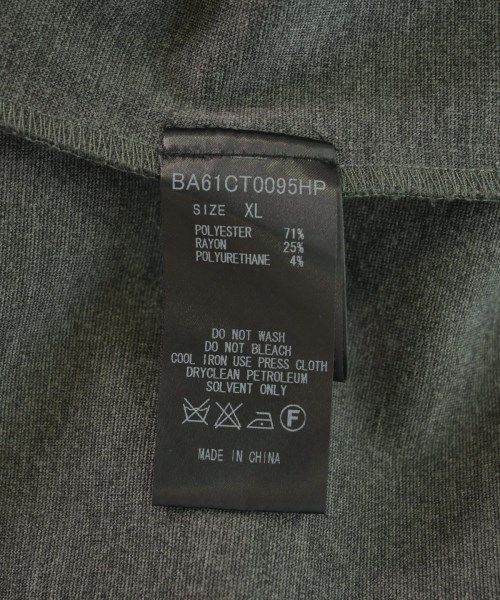 BA61CT0095HP
SIZE XL
POLYESTER 71%
RAYON 25%
POLYURETHANE 4%
DO NOT WASH
DO NOT BLEACH
COOL IRON USE PRESS CLOTH
DRYCLEAN PETROLEUM
SOLVENT ONLY
F
MADE IN CHINA